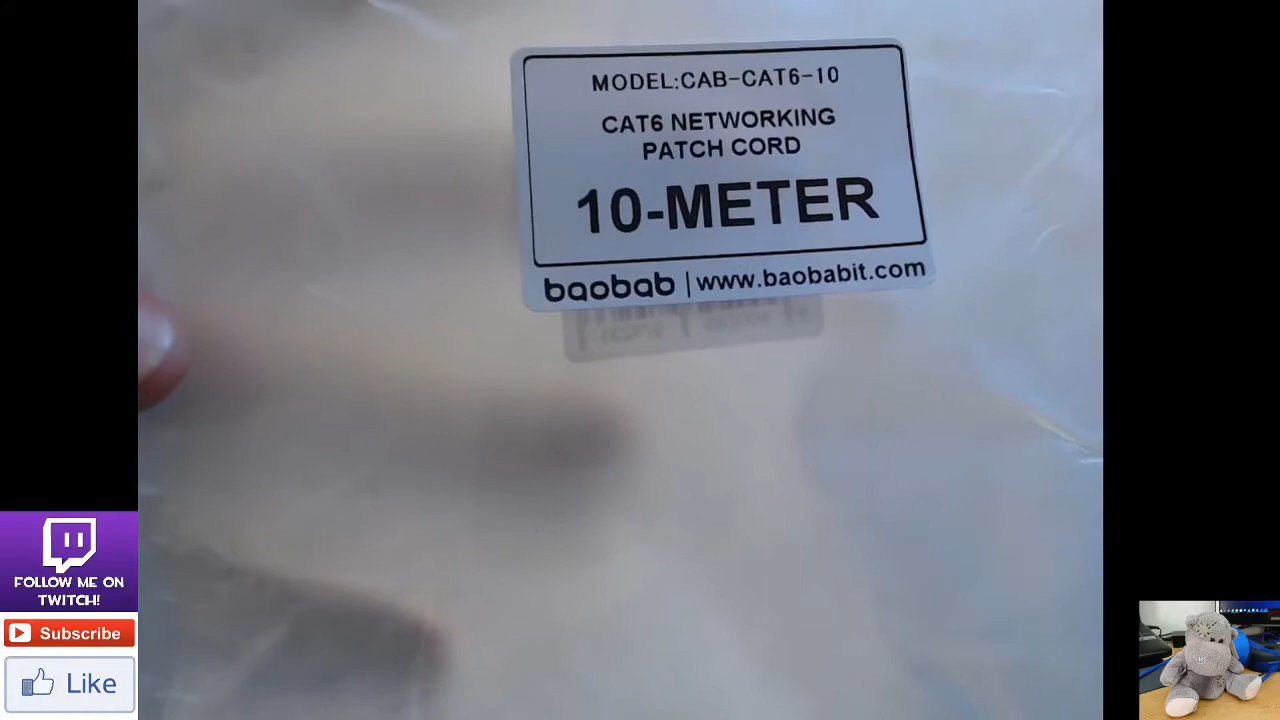 MODEL:CAB-CAT6-10
CAT6 NETWORKING
PATCH CORD
10-METER
baobab | www.baobabit.com
FOLLOW ME ON
TWITCH!
Subscribe
Like